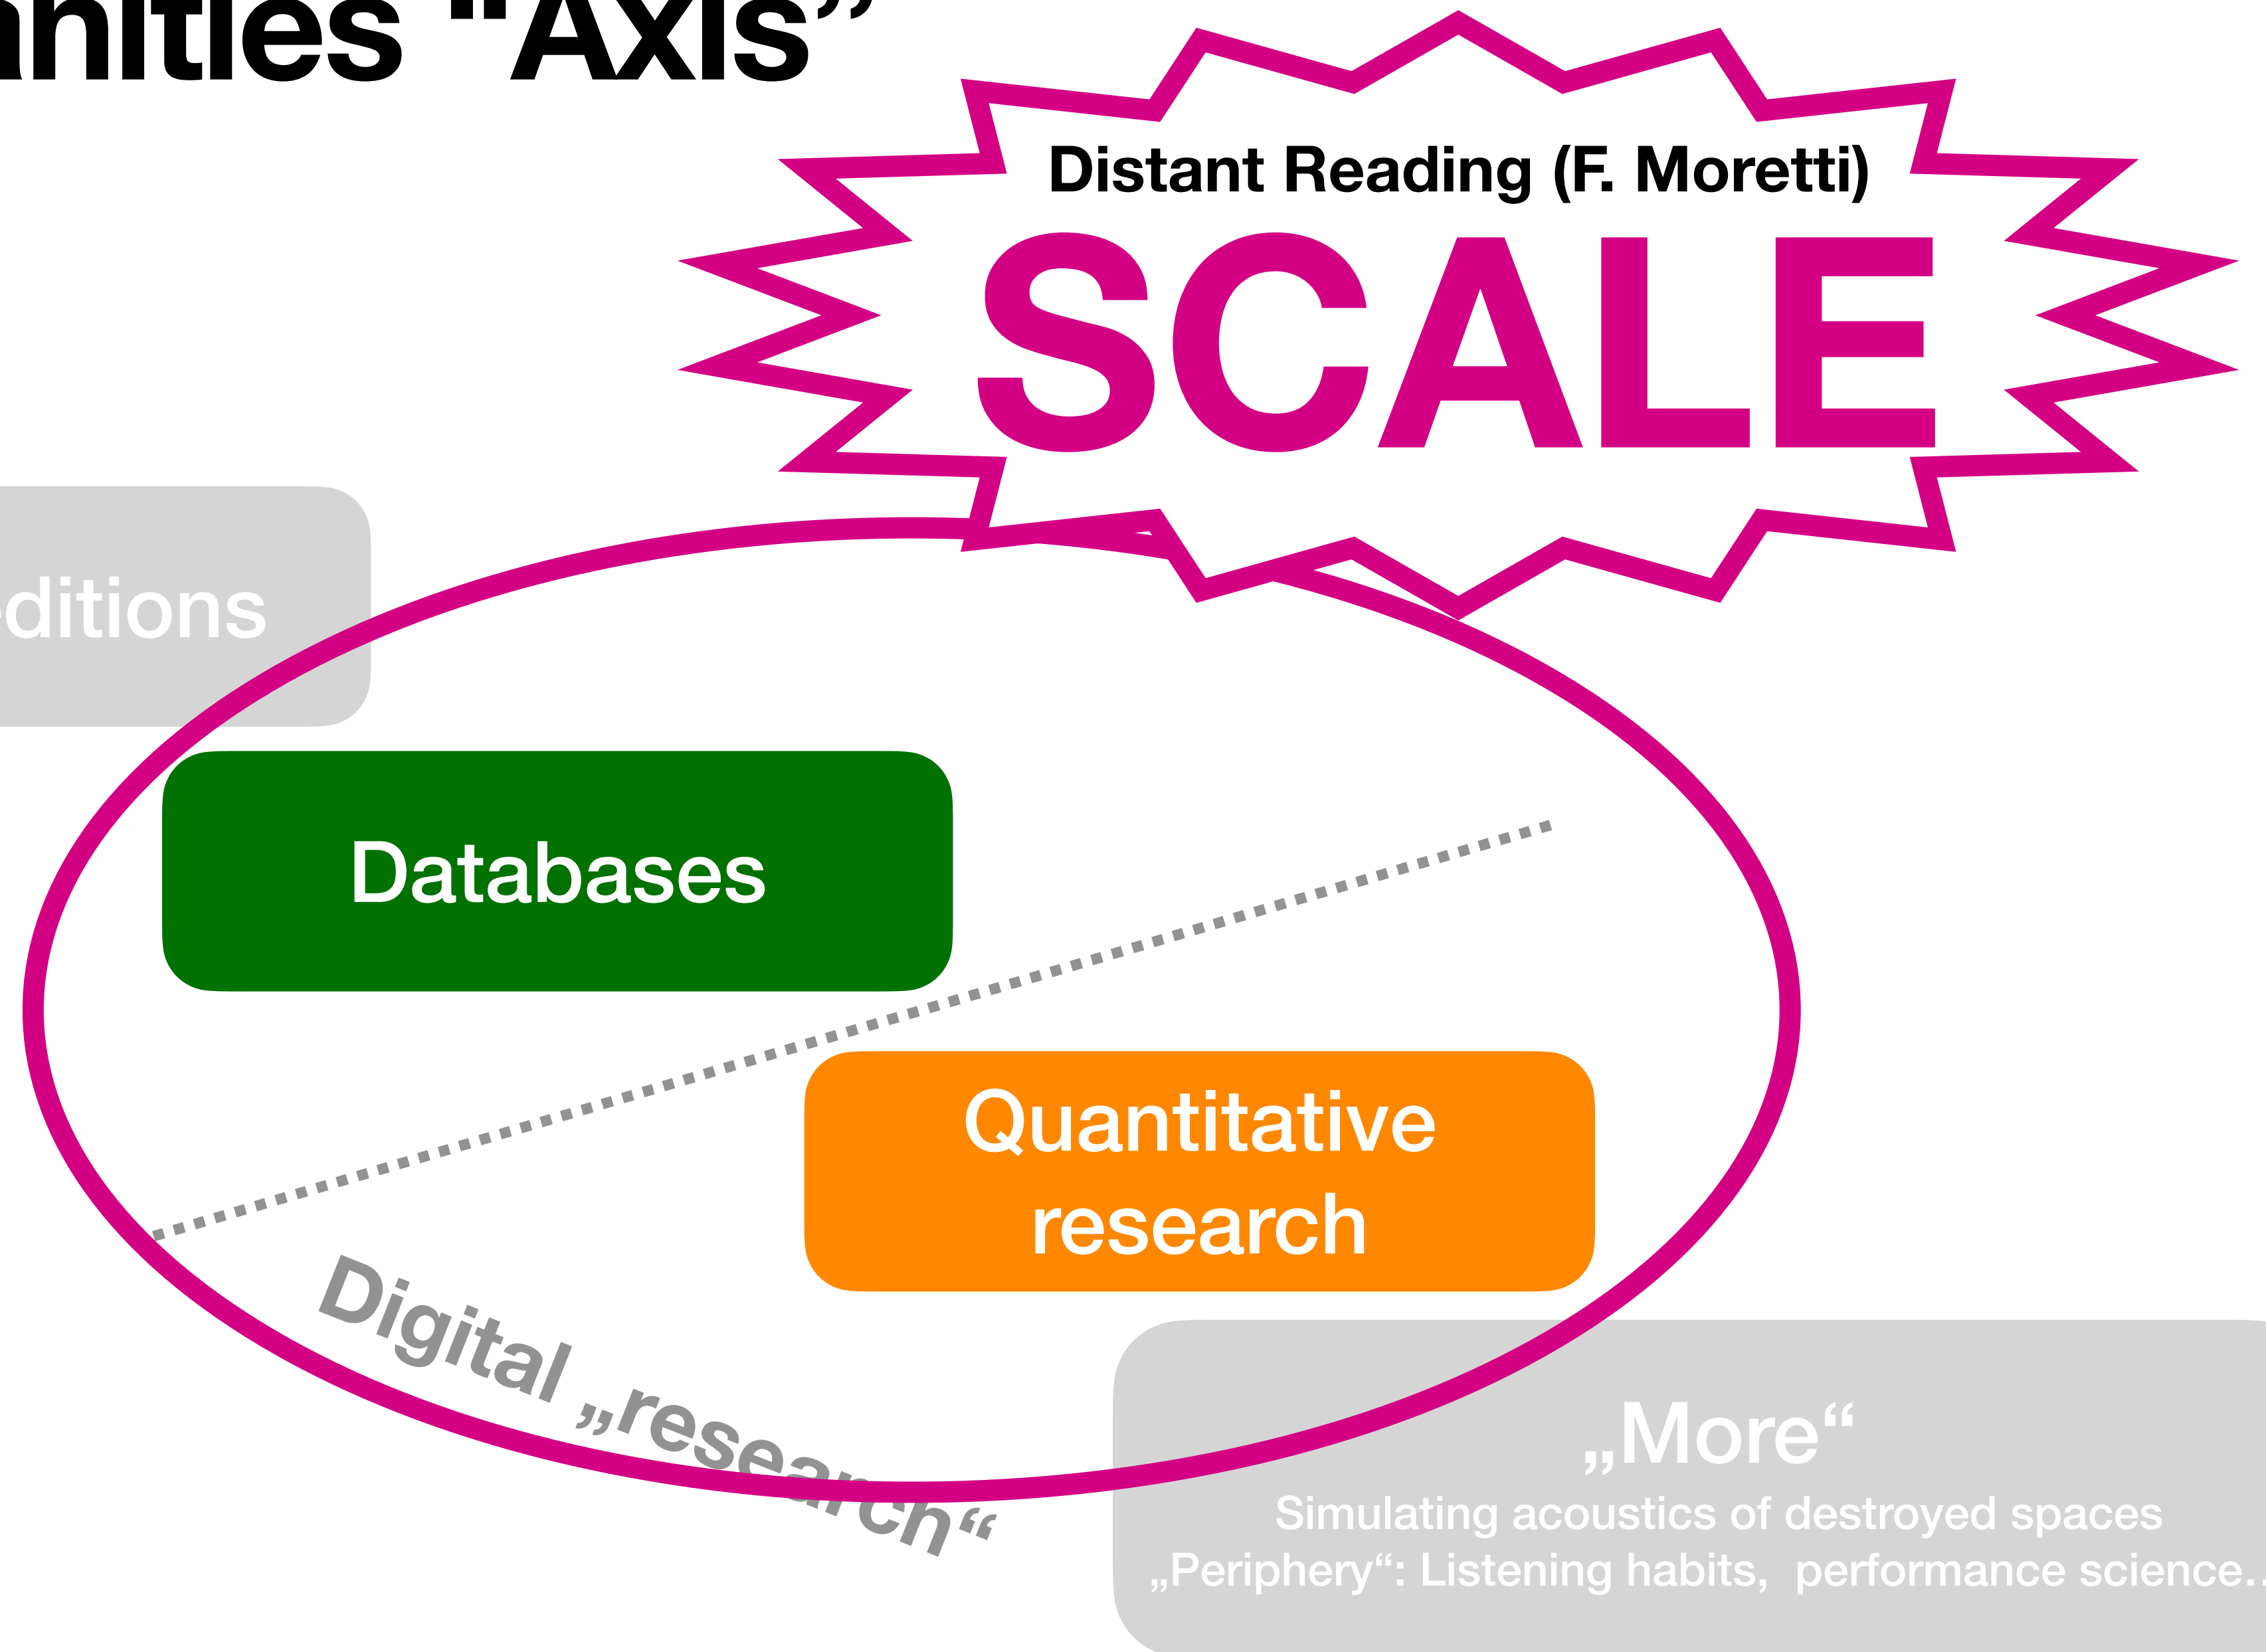 anities "Axis”
Distant Reading (F. Moretti)
SCALE
ditions
Databases
Quantitative
research
Digital „research“
„More“
Simulating acoustics of destroyed spaces
„Periphery“: Listening habits, performance science..